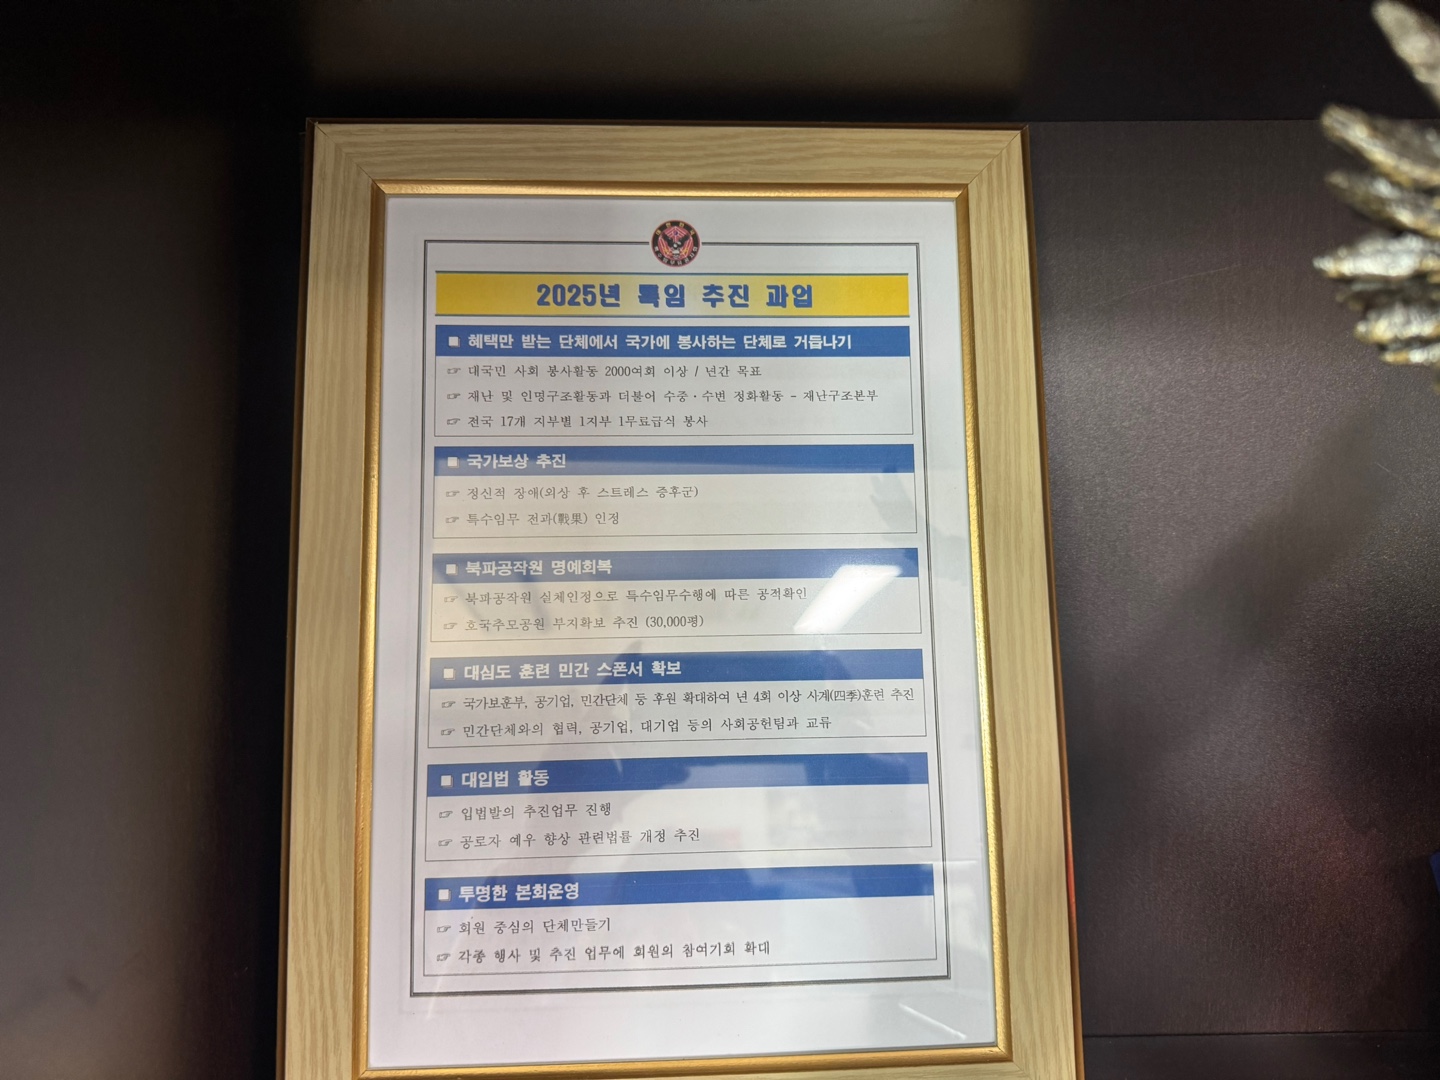 2025년 특임 추진 과업
■ 혜택만 받는 단체에서 국가에 봉사하는 단체로 거듭나기
☞ 대국민 사회 봉사활동 2000여회 이상 / 년간 목표
☞ 재난 및 인명구조활동과 더불어 수중·수변 정화활동 - 재난구조본부
☞ 전국 17개 지부별 1지부 1무료급식 봉사
■ 국가보상 추진
☞ 정신적 장애(외상 후 스트레스 증후군)
☞ 특수임무 전과(戰果) 인정
■ 북파공작원 명예회복
☞ 북파공작원 실체인정으로 특수임무수행에 따른 공적확인
☞ 호국추모공원 부지확보 추진 (30,000평)
■ 대심도 훈련 민간 스폰서 확보
☞ 국가보훈부, 공기업, 민간단체 등 후원 확대하여 년 4회 이상 사계(四季)훈련 추진
☞ 민간단체와의 협력, 공기업, 대기업 등의 사회공헌팀과 교류
■ 대입법 활동
☞ 입법발의 추진업무 진행
☞ 공로자 예우 향상 관련법률 개정 추진
■ 투명한 본회운영
☞ 회원 중심의 단체만들기
☞ 각종 행사 및 추진 업무에 회원의 참여기회 확대